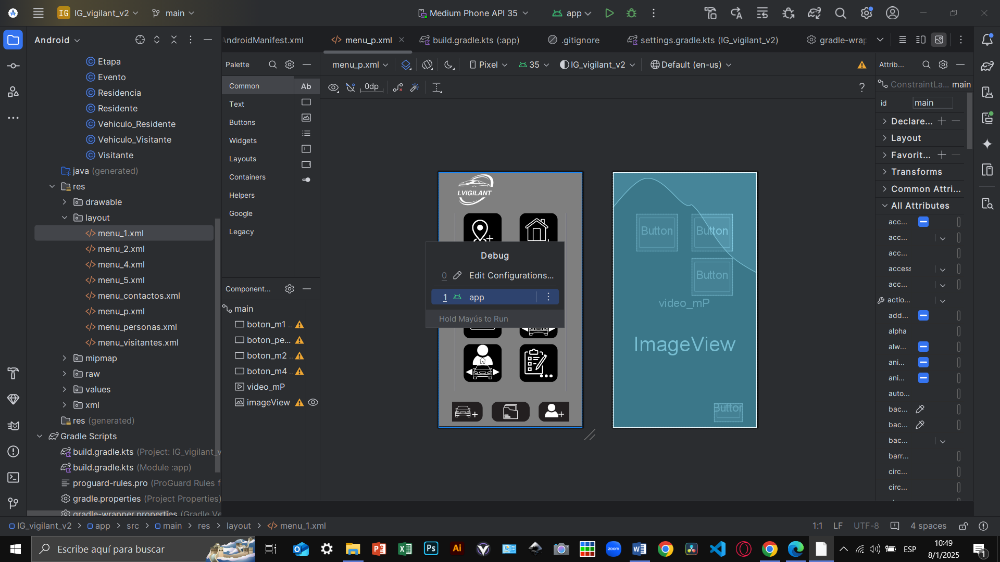 IG IG_vigilant_v2 main Medium Phone API 35 app
Android
AndroidManifest.xml menu_p.xml build.gradle.kts (:app) .gitignore settings.gradle.kts (IG_vigilant_v2) gradle-wrap
Etapa
Evento
Residencia
Residente
Vehiculo_Residente
Vehiculo_Visitante
Visitante
java (generated)
res
drawable
layout
menu_1.xml
menu_2.xml
menu_4.xml
menu_5.xml
menu_contactos.xml
menu_p.xml
menu_personas.xml
menu_visitantes.xml
mipmap
raw
values
xml
res (generated)
Gradle Scripts
build.gradle.kts (Project: IG_vigilant_v
build.gradle.kts (Module :app)
proguard-rules.pro (ProGuard Rules f
gradle.properties (Project Properties)
gradle-wrapper.properties (Gradle Ve
Palette
Common
Text
Buttons
Widgets
Layouts
Containers
Helpers
Google
Legacy
Ab
Component...
main
boton_m1 ..
boton_pe...
boton_m2 ..
boton_m4 ..
video_mP
imageView
menu_p.xml Pixel 35 IG_vigilant_v2 Default (en-us)
0dp
?
I.VIGILANT
Debug
0 Edit Configurations...
1 app
Hold Mayús to Run
Button Button
Button
video_mP
ImageView
Button
Attrib...
ConstraintLa... main
id main
Declare...
Layout
Favorit...
Transforms
Common Attri...
All Attributes
acc...
acc...
acc...
access
acc...
actio...
add...
alpha
alw...
ani...
ani...
auto...
bac...
bac...
bac...
barr...
circ...
circ...
IG_vigilant_v2 > app > src > main > res > layout > menu_1.xml
1:1 LF UTF-8 4 spaces
Escribe aquí para buscar
Ps Ai zoom
ESP
10:49
8/1/2025
1